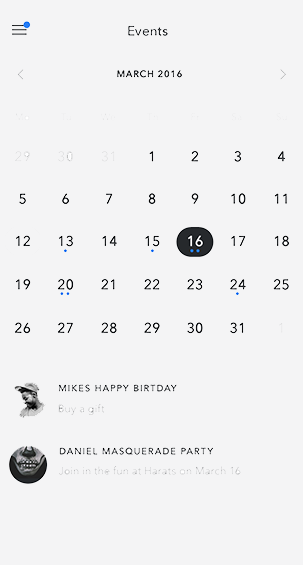 Events
MARCH 2016
29 30 31 1 2 3 4
5 6 7 8 9 10 11
12 13 14 15 16 17 18
19 20 21 22 23 24 25
26 27 28 29 30 31 1
MIKES HAPPY BIRTDAY
Buy a gift
DANIEL MASQUERADE PARTY
Join in the fun at Harats on March 16